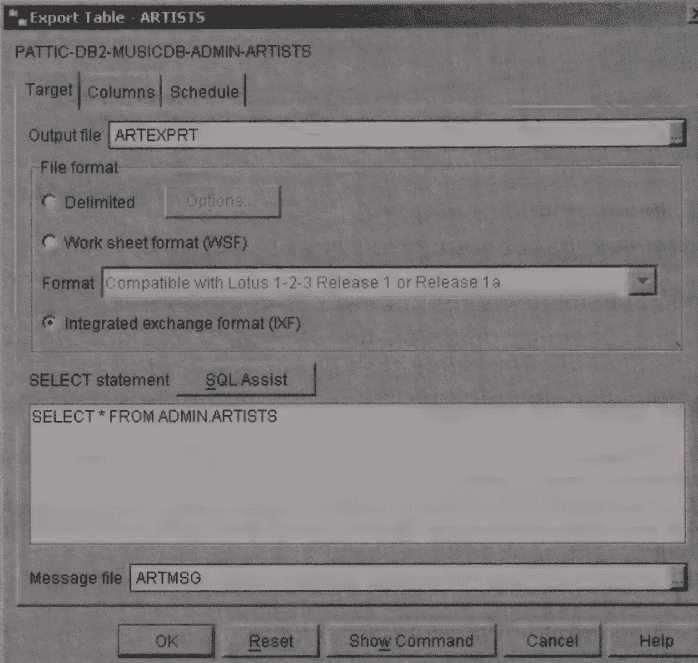 Export Table - ARTISTS
PATTIC-DB2-MUSICDB-ADMIN-ARTISTS
Target Columns Schedule
Output file ARTEXPRT ...
File format
Delimited Options...
Work sheet format (WSF)
Format Compatible with Lotus 1-2-3 Release 1 or Release 1a
Integrated exchange format (IXF)
SELECT statement SQL Assist
SELECT * FROM ADMIN.ARTISTS
Message file ARTMSG ...
OK Reset Show Command Cancel Help